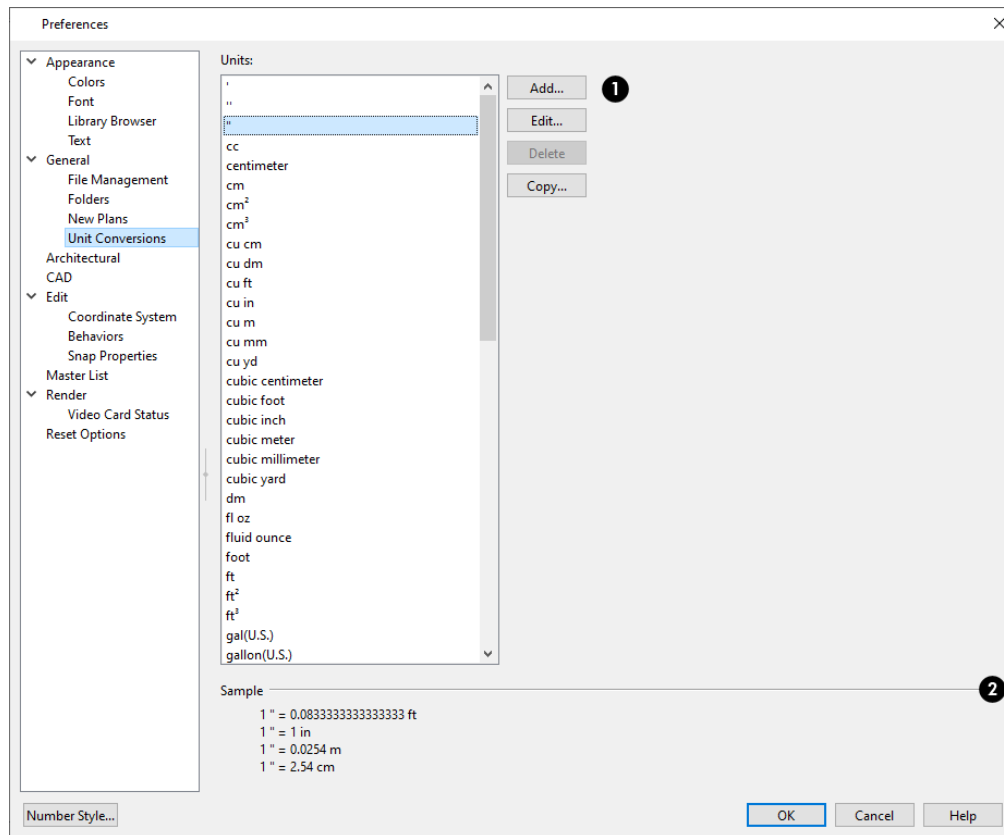 Preferences
Appearance
Colors
Font
Library Browser
Text
General
File Management
Folders
New Plans
Unit Conversions
Architectural
CAD
Edit
Coordinate System
Behaviors
Snap Properties
Master List
Render
Video Card Status
Reset Options
Units:
'
''
"
cc
centimeter
cm
cm²
cm³
cu cm
cu dm
cu ft
cu in
cu m
cu mm
cu yd
cubic centimeter
cubic foot
cubic inch
cubic meter
cubic millimeter
cubic yard
dm
fl oz
fluid ounce
foot
ft
ft²
ft³
gal(U.S.)
gallon(U.S.)
Add...
1
Edit...
Delete
Copy...
Sample
2
1 " = 0.0833333333333333 ft
1 " = 1 in
1 " = 0.0254 m
1 " = 2.54 cm
Number Style...
OK
Cancel
Help